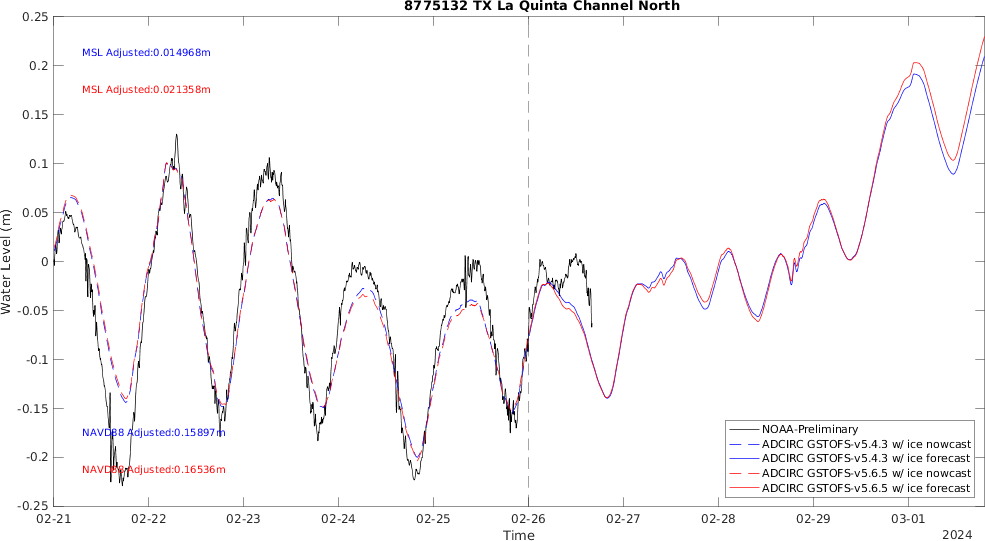 8775132 TX La Quinta Channel North
0.25
0.2
0.15
0.1
0.05
0
-0.05
-0.1
-0.15
-0.2
-0.25
Water Level (m)
MSL Adjusted:0.014968m
MSL Adjusted:0.021358m
NAVD88 Adjusted:0.15897m
NAVD88 Adjusted:0.16536m
NOAA-Preliminary
ADCIRC GSTOFS-v5.4.3 w/ ice nowcast
ADCIRC GSTOFS-v5.4.3 w/ ice forecast
ADCIRC GSTOFS-v5.6.5 w/ ice nowcast
ADCIRC GSTOFS-v5.6.5 w/ ice forecast
02-21 02-22 02-23 02-24 02-25 02-26 02-27 02-28 02-29 03-01
Time
2024